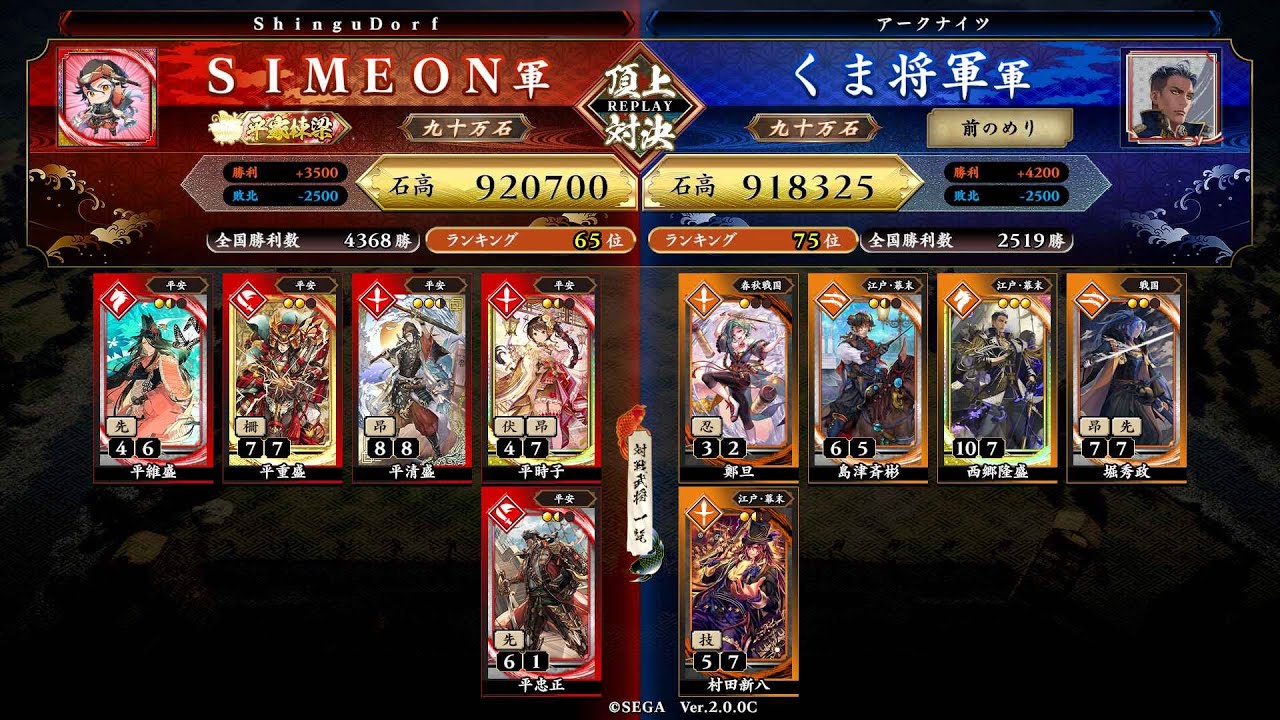 ShinguDorf
アークナイツ
SIMEON軍
くま将軍軍
頂上
REPLAY
対決
平家棟梁
九十万石
九十万石
前のめり
勝利 +3500
敗北 -2500
石高 920700
石高 918325
勝利 +4200
敗北 -2500
全国勝利数 4368勝
ランキング 65位
ランキング 75位
全国勝利数 2519勝
平安
先
4 6
平維盛
平安
柵
7 7
平重盛
平安
昂
8 8
平清盛
平安
伏 昂
4 7
平時子
春秋戦国
忍
3 2
鄭旦
江戸・幕末
6 5
島津斉彬
江戸・幕末
10 7
西郷隆盛
戦国
昂 先
7 7
堀秀政
対戦武将一覧
平安
先
6 1
平忠正
江戸・幕末
技
5 7
村田新八
©SEGA Ver.2.0.0C